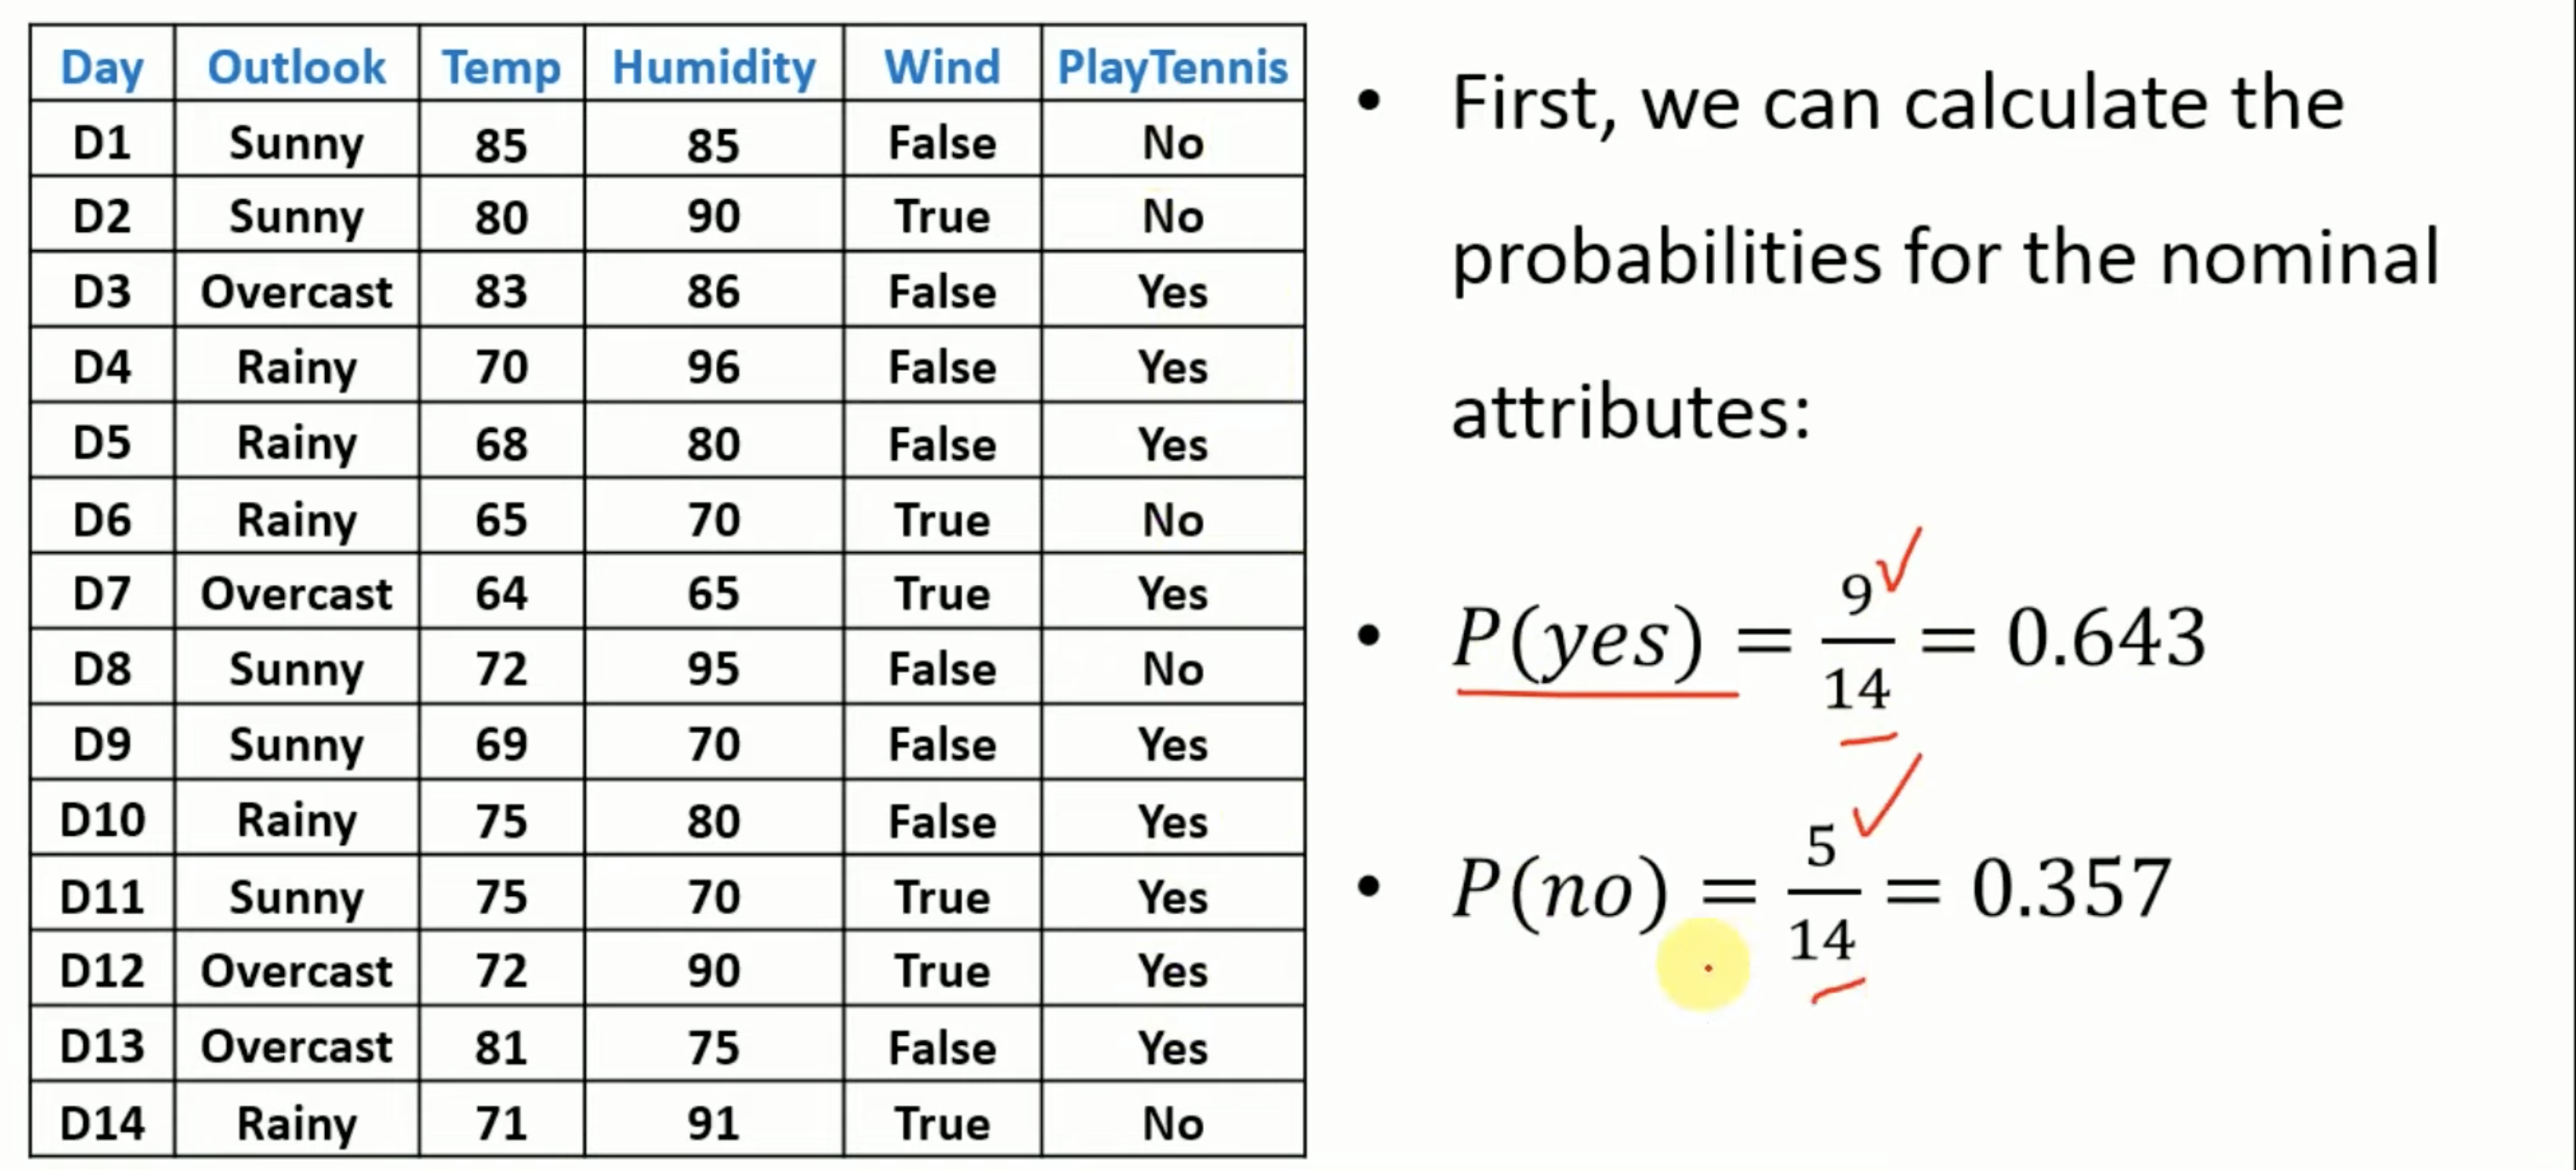 Day Outlook Temp Humidity Wind PlayTennis
D1 Sunny 85 85 False No
D2 Sunny 80 90 True No
D3 Overcast 83 86 False Yes
D4 Rainy 70 96 False Yes
D5 Rainy 68 80 False Yes
D6 Rainy 65 70 True No
D7 Overcast 64 65 True Yes
D8 Sunny 72 95 False No
D9 Sunny 69 70 False Yes
D10 Rainy 75 80 False Yes
D11 Sunny 75 70 True Yes
D12 Overcast 72 90 True Yes
D13 Overcast 81 75 False Yes
D14 Rainy 71 91 True No
• First, we can calculate the
probabilities for the nominal
attributes:
• P(yes) = 9/14 = 0.643
• P(no) = 5/14 = 0.357